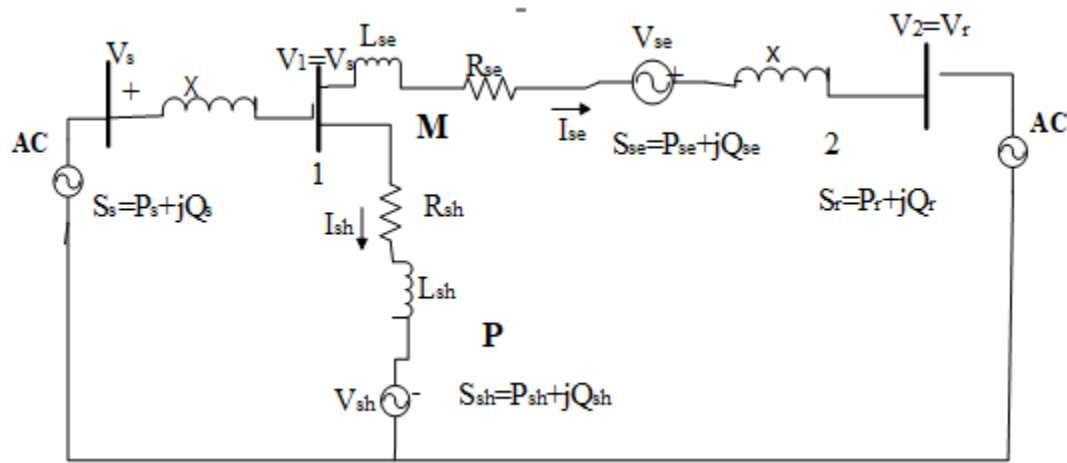 Vs
+
X
AC
Ss=Ps+jQs
V1=Vs
1
Lse
Rse
M
Ise
Vse
+
Sse=Pse+jQse
X
2
V2=Vr
AC
Sr=Pr+jQr
Rsh
Ish
Lsh
P
Vsh
-
Ssh=Psh+jQsh